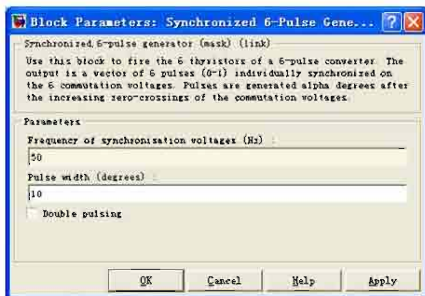 Block Parameters: Synchronized 6-Pulse Gene...
Synchronized 6-pulse generator (mask) (link)
Use this block to fire the 6 thyristors of a 6-pulse converter. The
output is a vector of 6 pulses (0-1) individually synchronized on
the 6 commutation voltages. Pulses are generated alpha degrees after
the increasing zero-crossings of the commutation voltages.
Parameters
Frequency of synchronisation voltages (Hz) :
50
Pulse width (degrees) :
10
Double pulsing
OK Cancel Help Apply